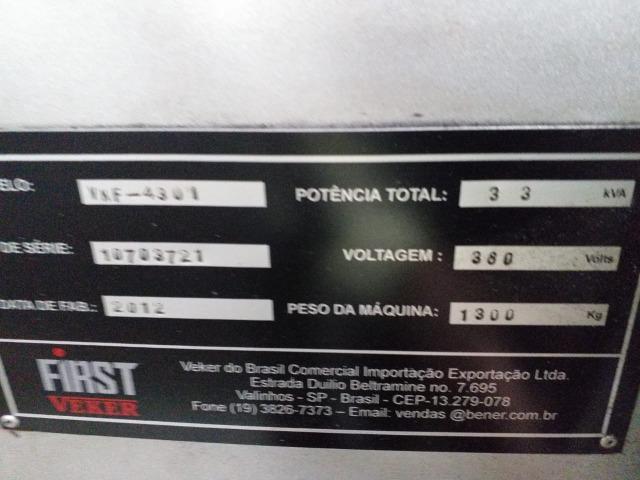 ELO: VKF-4301
POTÊNCIA TOTAL: 3 3 kVA
DE SÉRIE: 10703721
VOLTAGEM : 380 Volts
DATA DE FAB.: 2012
PESO DA MÁQUINA: 1300 Kg
FIRST
VEKER
Veker do Brasil Comercial Importação Exportação Ltda.
Estrada Duilio Beltramine no. 7.695
Valinhos - SP - Brasil - CEP-13.279-078
Fone (19) 3826-7373 – Email: vendas @bener.com.br